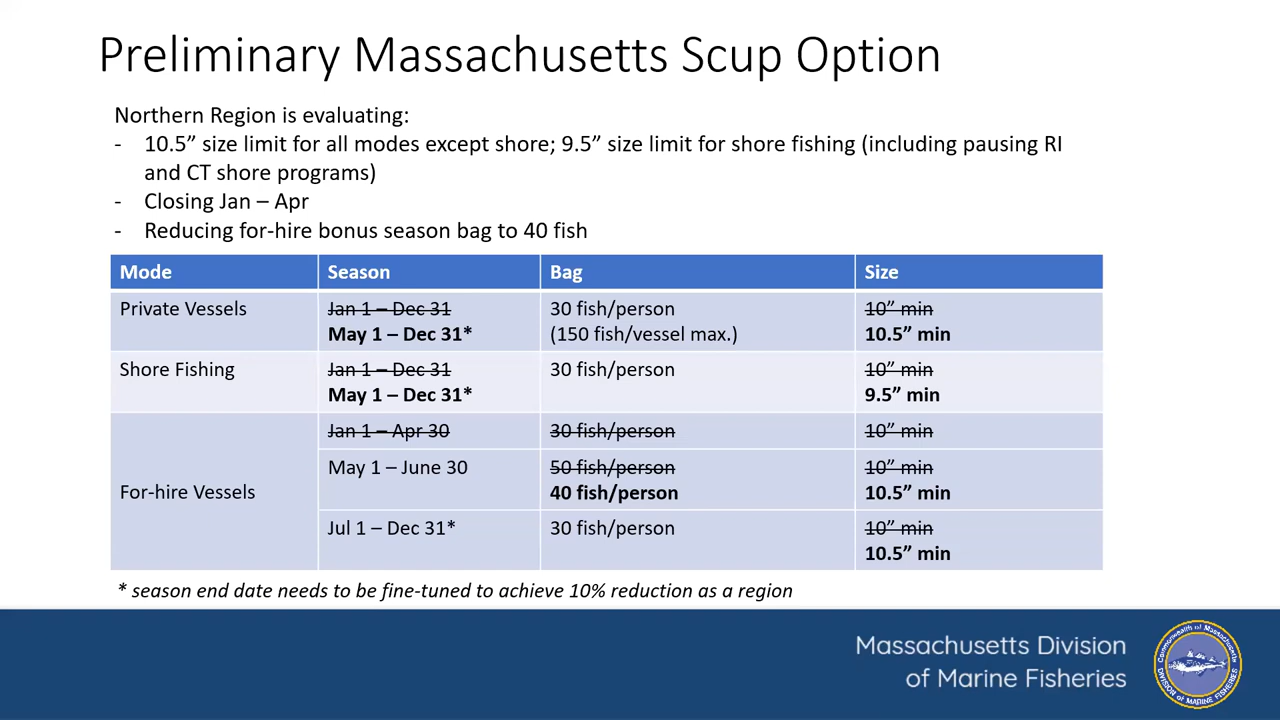 Preliminary Massachusetts Scup Option
Northern Region is evaluating:
- 10.5” size limit for all modes except shore; 9.5” size limit for shore fishing (including pausing RI
and CT shore programs)
- Closing Jan – Apr
- Reducing for-hire bonus season bag to 40 fish
Mode Season Bag Size
Private Vessels Jan 1 – Dec 31 30 fish/person 10” min
May 1 – Dec 31* (150 fish/vessel max.) 10.5” min
Shore Fishing Jan 1 – Dec 31 30 fish/person 10” min
May 1 – Dec 31* 9.5” min
Jan 1 – Apr 30 30 fish/person 10” min
May 1 – June 30 50 fish/person 10” min
For-hire Vessels 40 fish/person 10.5” min
Jul 1 – Dec 31* 30 fish/person 10” min
10.5” min
* season end date needs to be fine-tuned to achieve 10% reduction as a region
Massachusetts Division
of Marine Fisheries
Commonwealth of Massachusetts
DIVISION OF MARINE FISHERIES